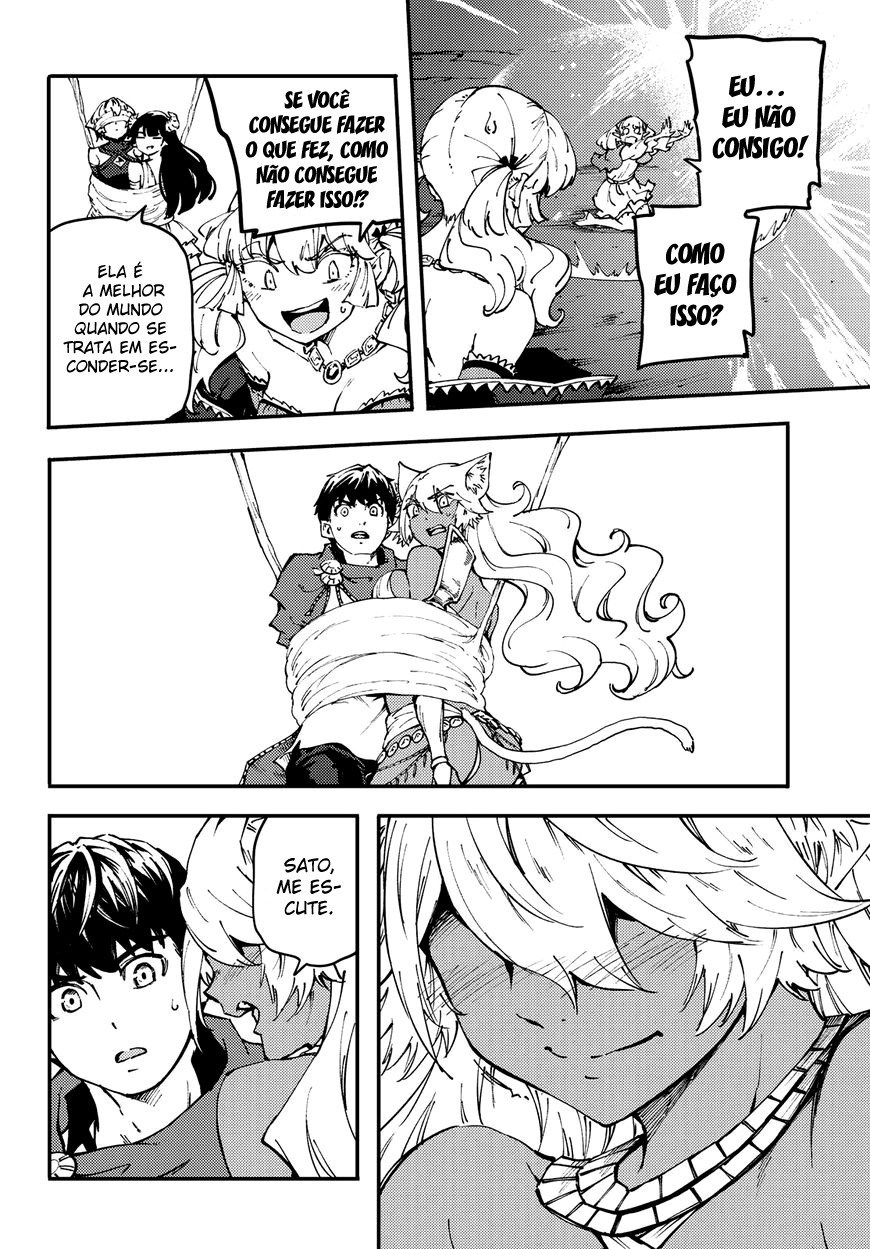 EU...
EU NÃO
CONSIGO!
COMO
EU FAÇO
ISSO?
SE VOCÊ
CONSEGUE FAZER
O QUE FEZ, COMO
NÃO CONSEGUE
FAZER ISSO!?
ELA É
A MELHOR
DO MUNDO
QUANDO SE
TRATA EM ES-
CONDER-SE...
SATO,
ME ES-
CUTE.